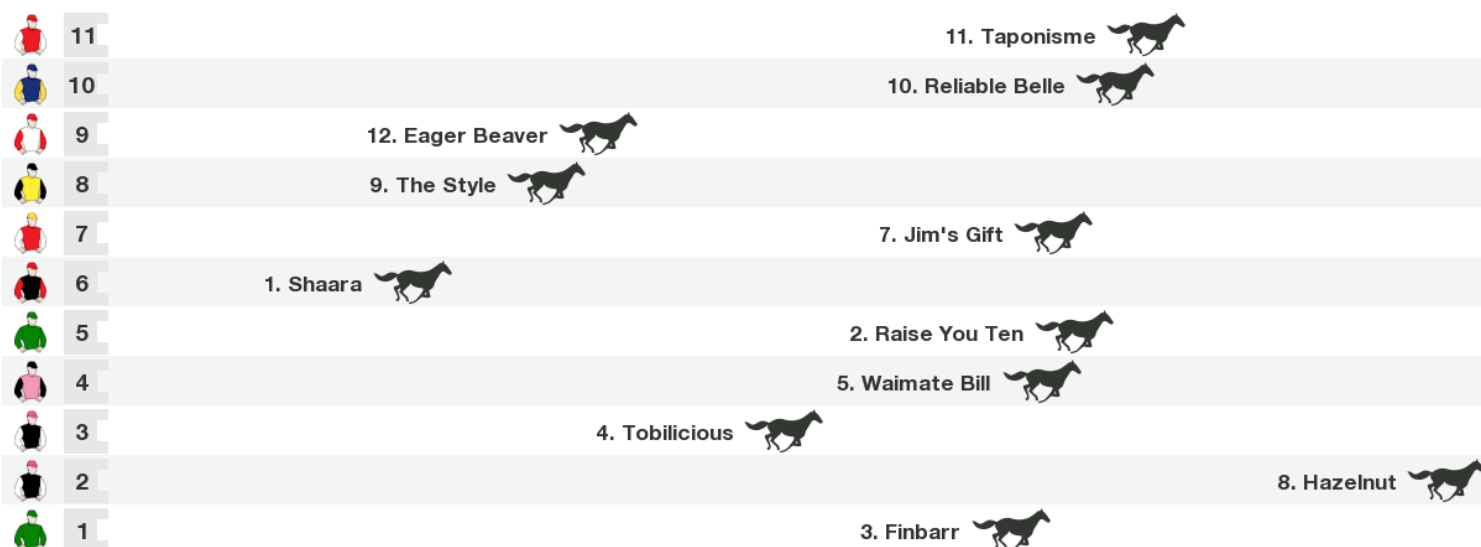 11 11. Taponisme
10 10. Reliable Belle
9 12. Eager Beaver
8 9. The Style
7 7. Jim's Gift
6 1. Shaara
5 2. Raise You Ten
4 5. Waimate Bill
3 4. Tobilicious
2 8. Hazelnut
1 3. Finbarr